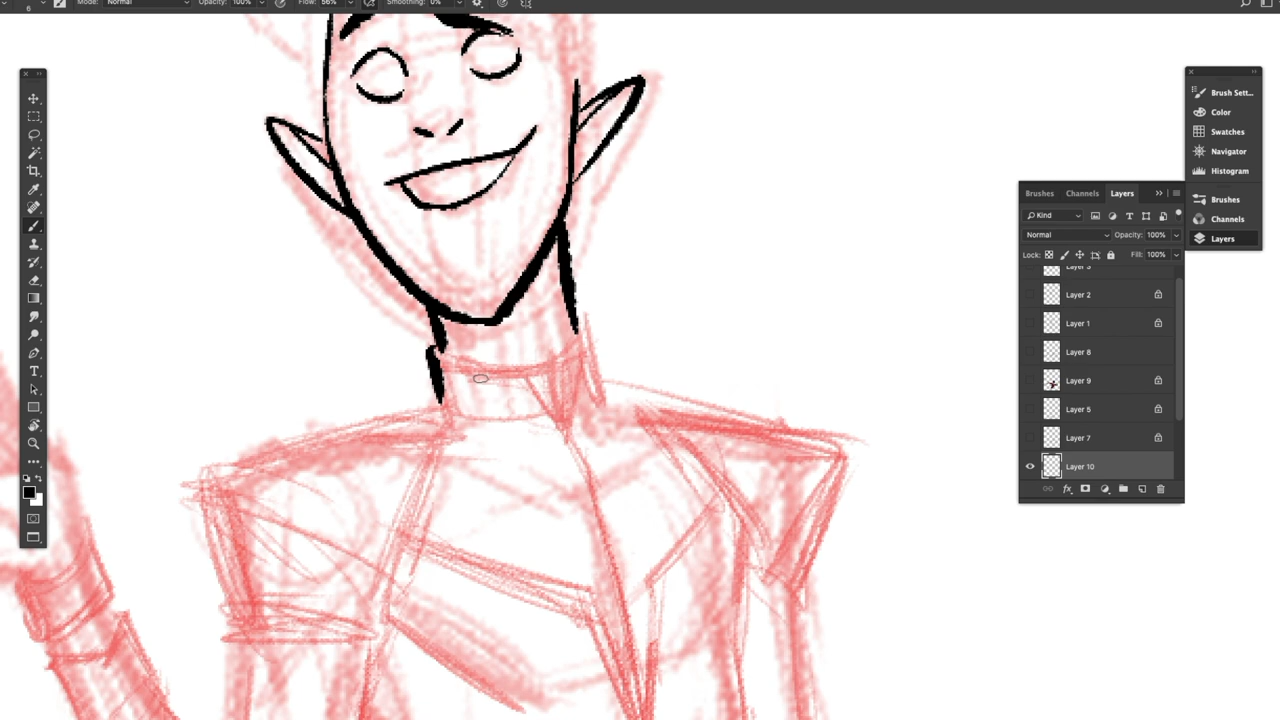 6 Mode: Normal Opacity: 100% Flow: 56% Smoothing: 0%
Brush Sett...
Color
Swatches
Navigator
Histogram
Brushes
Channels
Layers
Brushes Channels Layers
Kind
Normal Opacity: 100%
Lock: Fill: 100%
Layer 3
Layer 2
Layer 1
Layer 8
Layer 9
Layer 5
Layer 7
Layer 10
fx